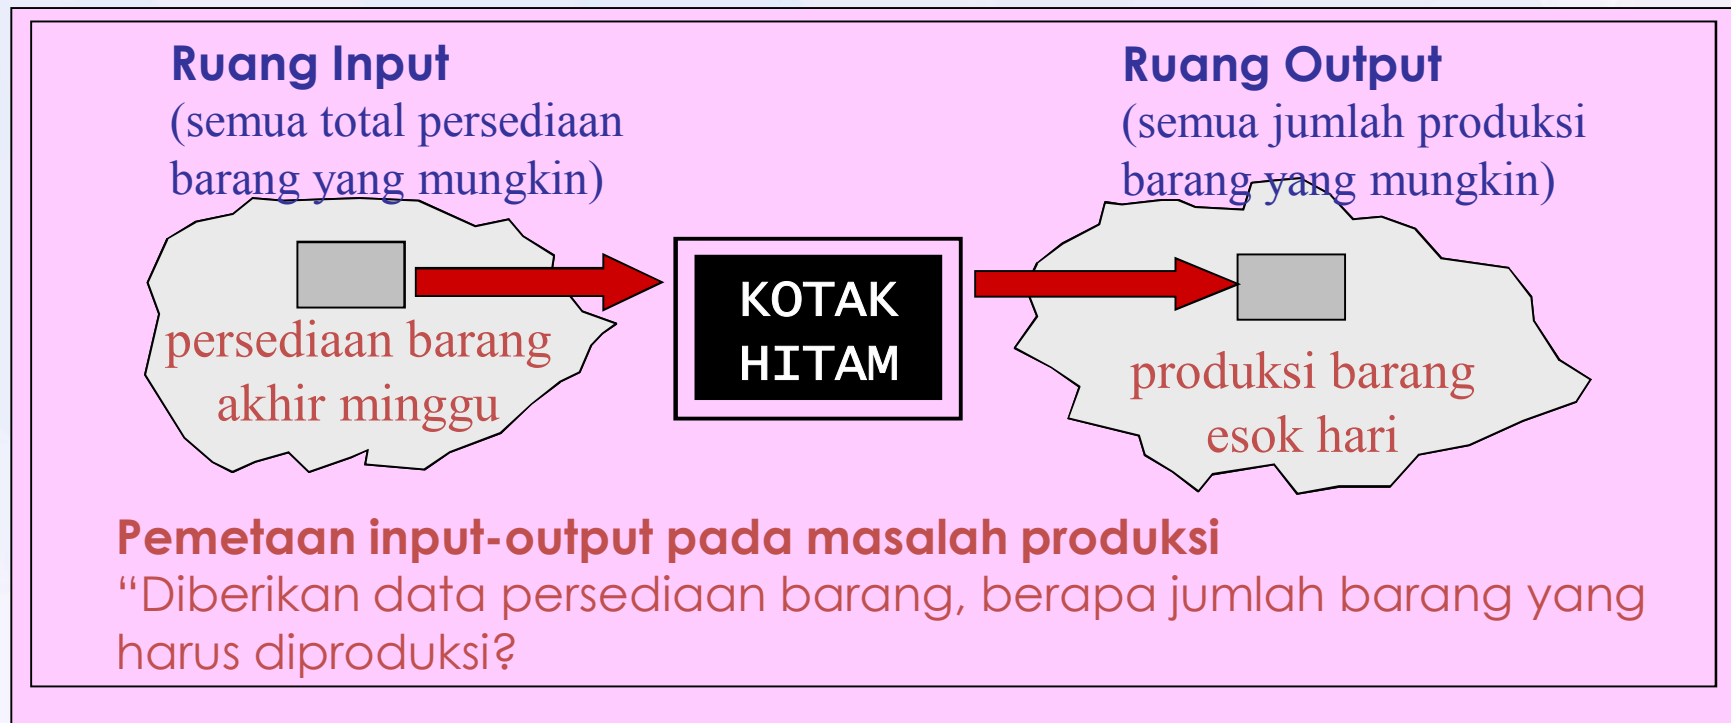 Ruang Input
(semua total persediaan
barang yang mungkin)
Ruang Output
(semua jumlah produksi
barang yang mungkin)
persediaan barang
akhir minggu
KOTAK
HITAM
produksi barang
esok hari
Pemetaan input-output pada masalah produksi
“Diberikan data persediaan barang, berapa jumlah barang yang
harus diproduksi?